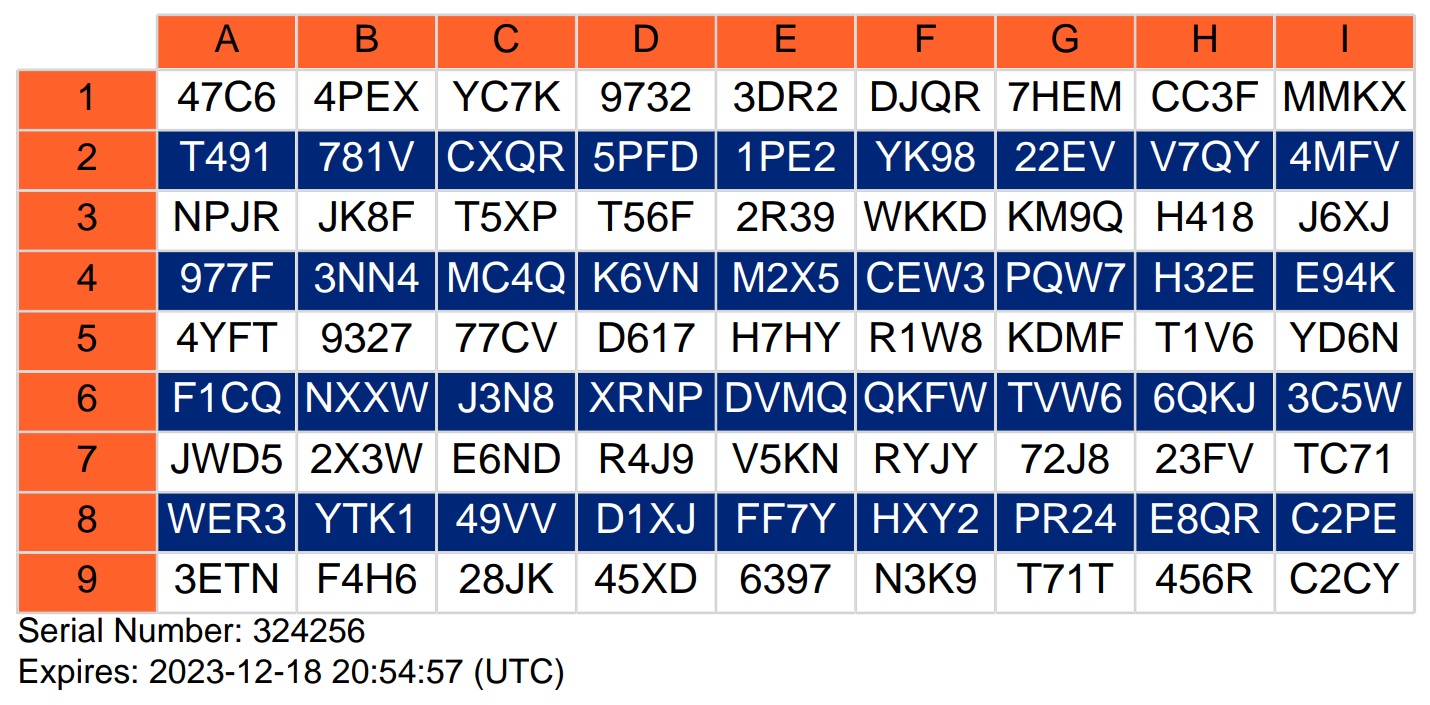 A B C D E F G H I
1 47C6 4PEX YC7K 9732 3DR2 DJQR 7HEM CC3F MMKX
2 T491 781V CXQR 5PFD 1PE2 YK98 22EV V7QY 4MFV
3 NPJR JK8F T5XP T56F 2R39 WKKD KM9Q H418 J6XJ
4 977F 3NN4 MC4Q K6VN M2X5 CEW3 PQW7 H32E E94K
5 4YFT 9327 77CV D617 H7HY R1W8 KDMF T1V6 YD6N
6 F1CQ NXXW J3N8 XRNP DVMQ QKFW TVW6 6QKJ 3C5W
7 JWD5 2X3W E6ND R4J9 V5KN RYJY 72J8 23FV TC71
8 WER3 YTK1 49VV D1XJ FF7Y HXY2 PR24 E8QR C2PE
9 3ETN F4H6 28JK 45XD 6397 N3K9 T71T 456R C2CY
Serial Number: 324256
Expires: 2023-12-18 20:54:57 (UTC)